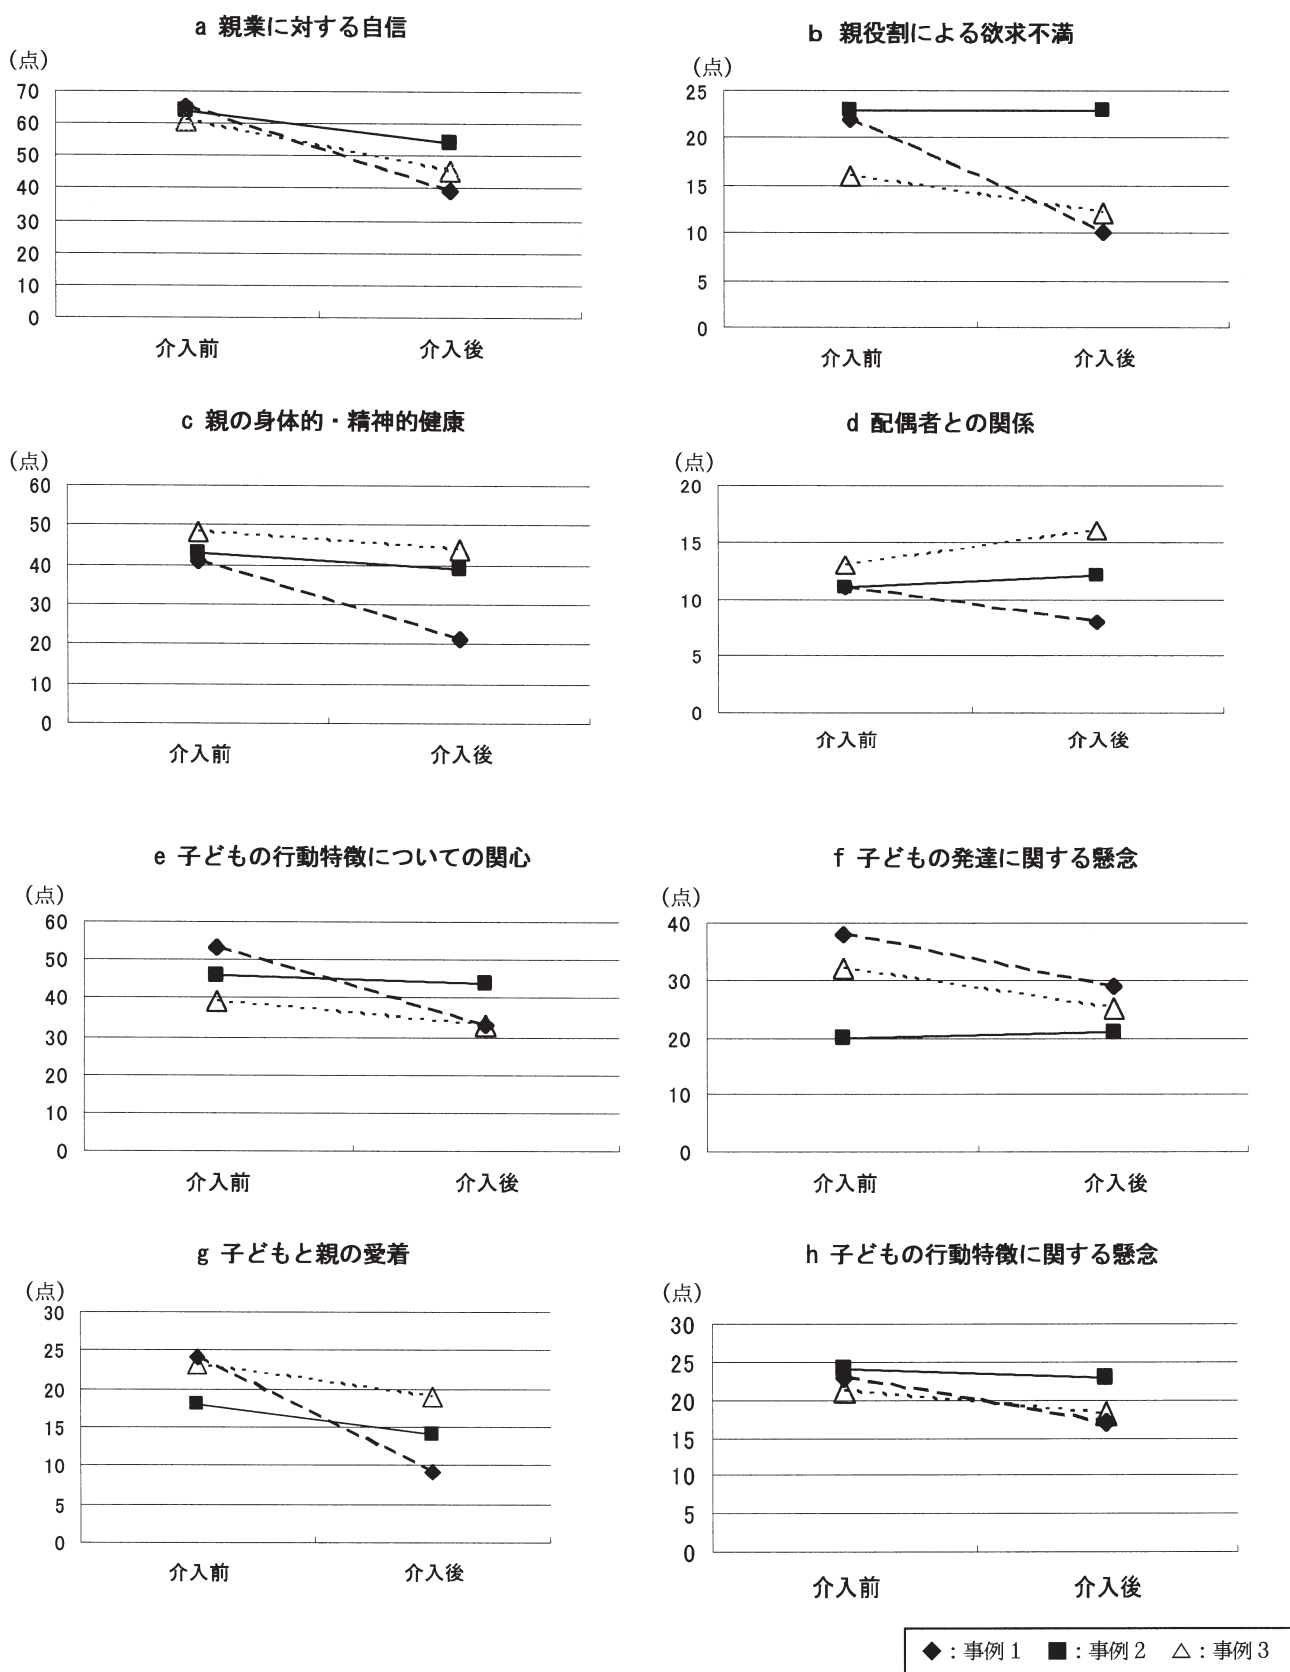 a 親業に対する自信
(点)
70
60
50
40
30
20
10
0
介入前 介入後
b 親役割による欲求不満
(点)
25
20
15
10
5
0
介入前 介入後
c 親の身体的・精神的健康
(点)
60
50
40
30
20
10
0
介入前 介入後
d 配偶者との関係
(点)
20
15
10
5
0
介入前 介入後
e 子どもの行動特徴についての関心
(点)
60
50
40
30
20
10
0
介入前 介入後
f 子どもの発達に関する懸念
(点)
40
30
20
10
0
介入前 介入後
g 子どもと親の愛着
(点)
30
25
20
15
10
5
0
介入前 介入後
h 子どもの行動特徴に関する懸念
(点)
30
25
20
15
10
5
0
介入前 介入後
◆：事例1 ■：事例2 △：事例3